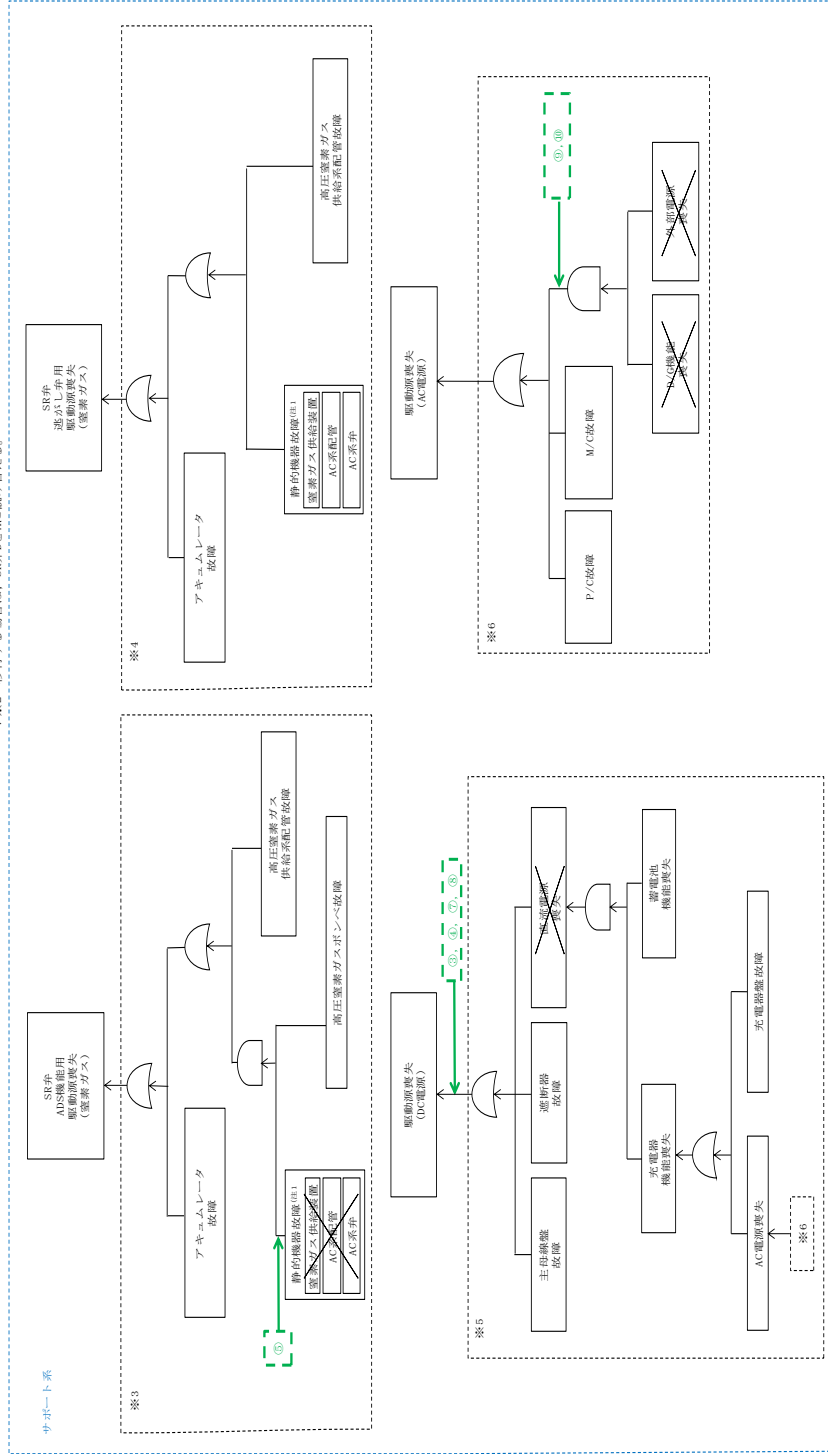 サポート系
※3
SR弁
ADS機能用
駆動源喪失
(窒素ガス)
アキュムレータ
故障
⑤
静的機器故障(注1)
窒素ガス供給装置
AC系配管
AC系弁
高圧窒素ガス
供給系配管故障
高圧窒素ガスボンベ故障
※4
SR弁
逃がし弁用
駆動源喪失
(窒素ガス)
アキュムレータ
故障
静的機器故障(注1)
窒素ガス供給装置
AC系配管
AC系弁
高圧窒素ガス
供給系配管故障
※5
駆動源喪失
(DC電源)
③, ④, ⑦, ⑧
主母線盤
故障
遮断器
故障
直流電源
喪失
充電器
機能喪失
蓄電池
機能喪失
AC電源喪失
充電器盤故障
※6
※6
駆動源喪失
(AC電源)
⑨, ⑩
P/C故障
M/C故障
D/G機能
喪失
外部電源
喪失